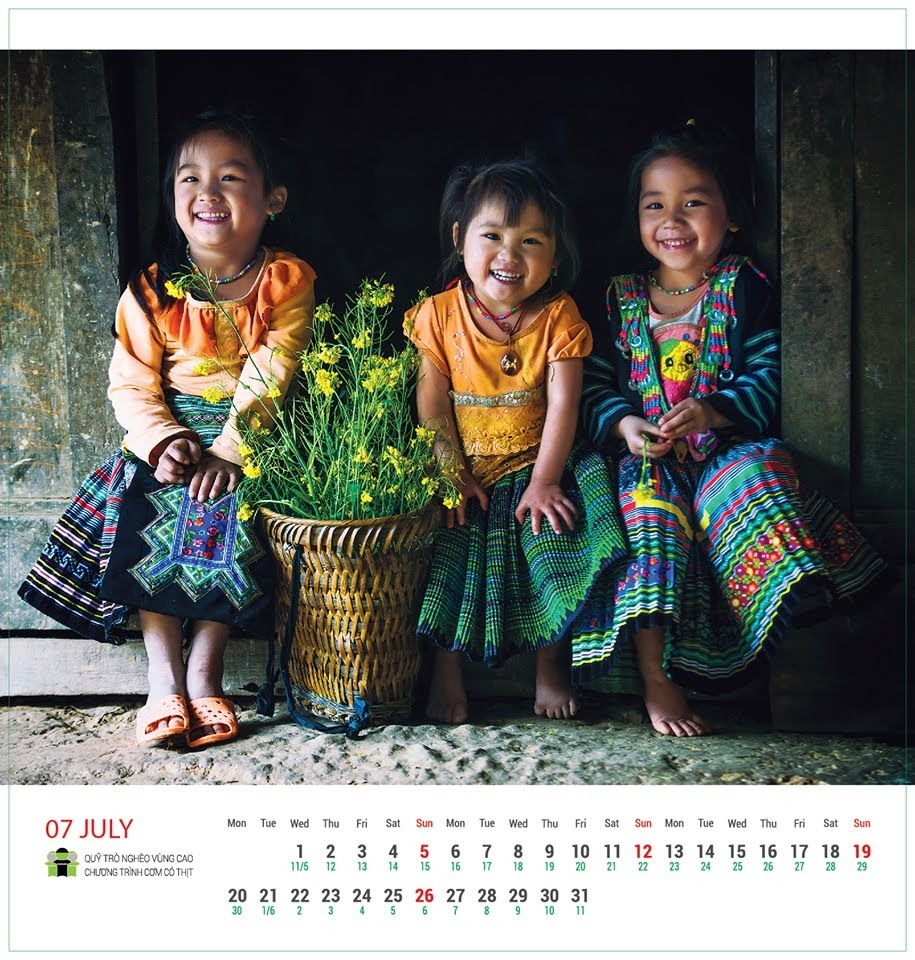 07 JULY
QUỸ TRÒ NGHÈO VÙNG CAO
CHƯƠNG TRÌNH CƠM CÓ THỊT
Mon Tue Wed Thu Fri Sat Sun Mon Tue Wed Thu Fri Sat Sun Mon Tue Wed Thu Fri Sat Sun
1 2 3 4 5 6 7 8 9 10 11 12 13 14 15 16 17 18 19
11/5 12 13 14 15 16 17 18 19 20 21 22 23 24 25 26 27 28 29
20 21 22 23 24 25 26 27 28 29 30 31
30 1/6 2 3 4 5 6 7 8 9 10 11